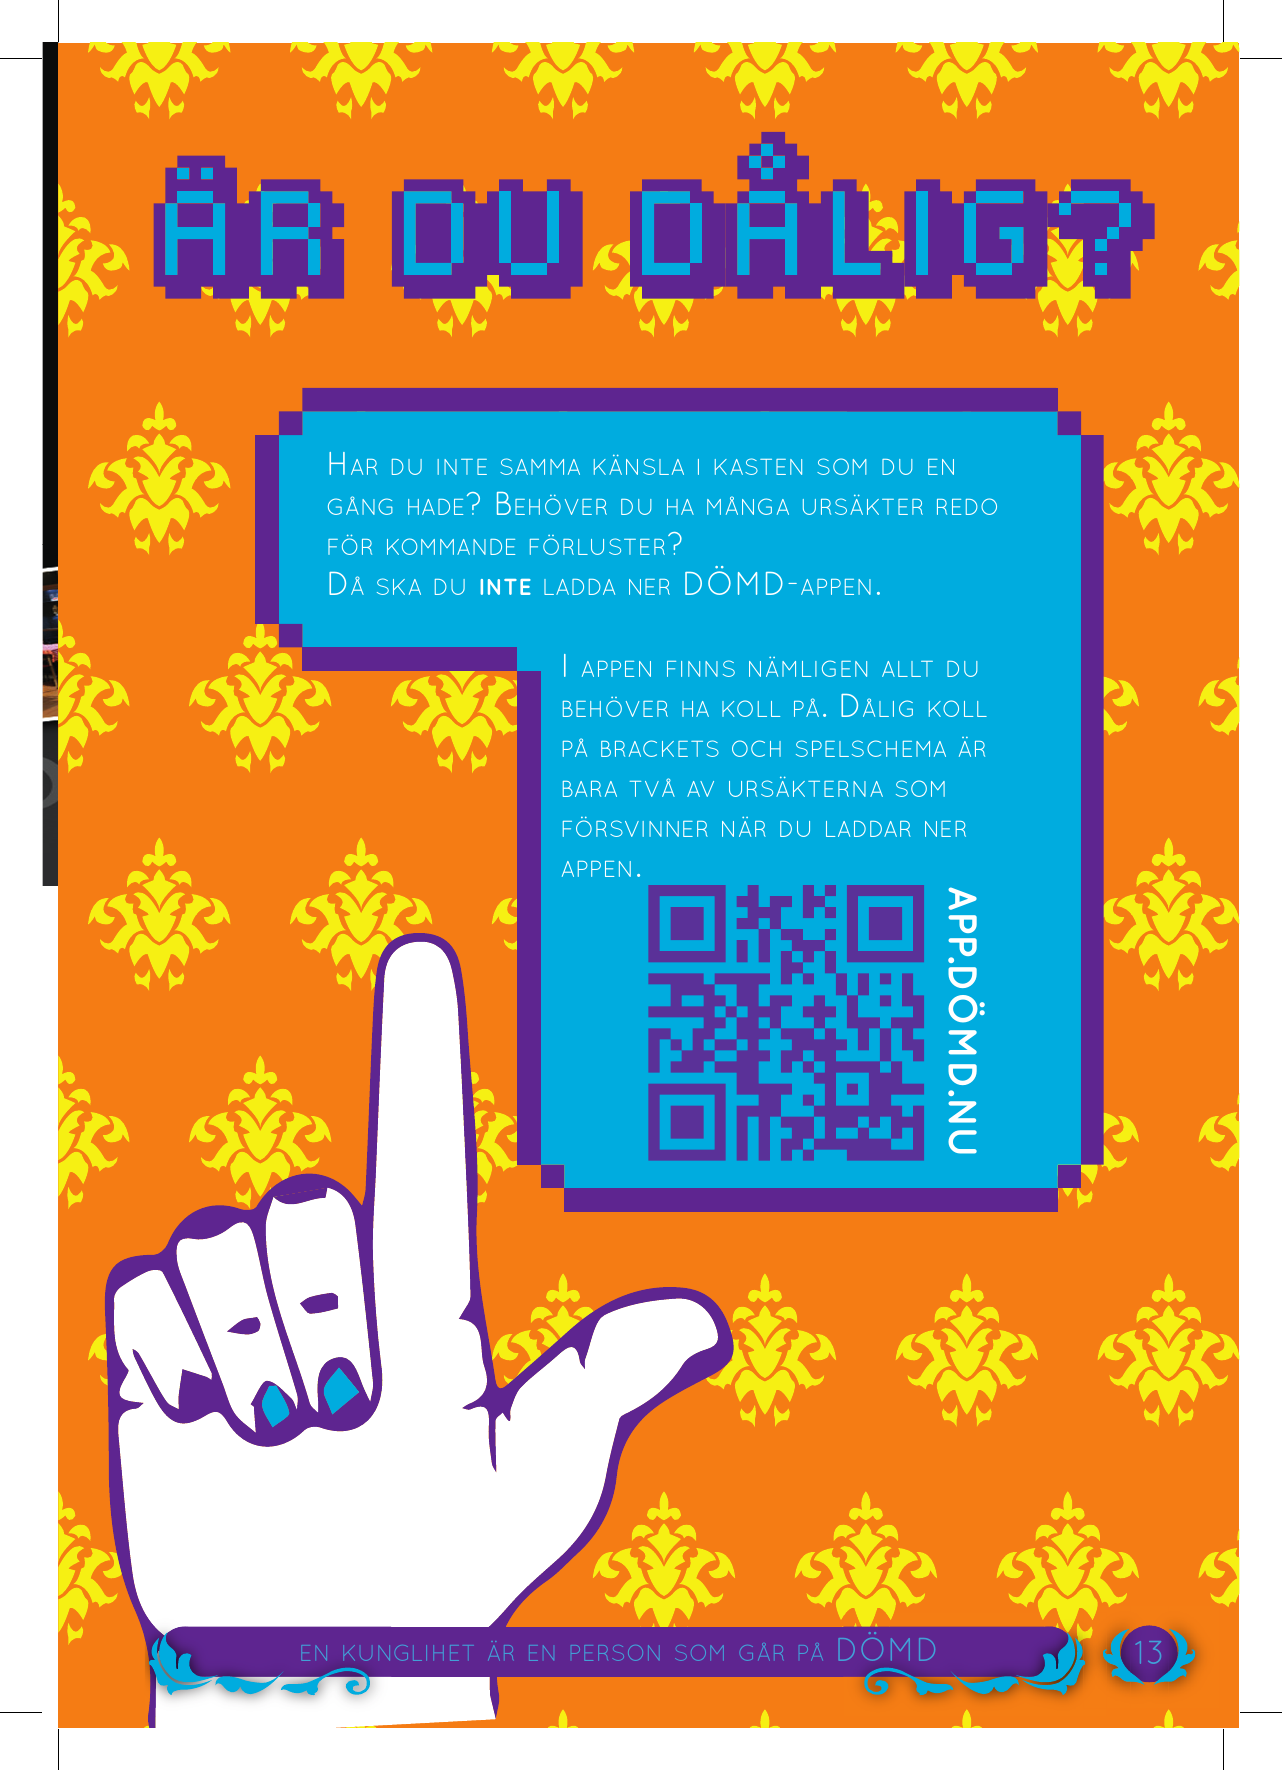 ÄR DU DÅLIG?
Har du inte samma känsla i kasten som du en
gång hade? Behöver du ha många ursäkter redo
för kommande förluster?
Då ska du inte ladda ner DÖMD-appen.
I appen finns nämligen allt du
behöver ha koll på. Dålig koll
på brackets och spelschema är
bara två av ursäkterna som
försvinner när du laddar ner
appen.
APP.DÖMD.NU
en kunglihet är en person som går på DÖMD
13